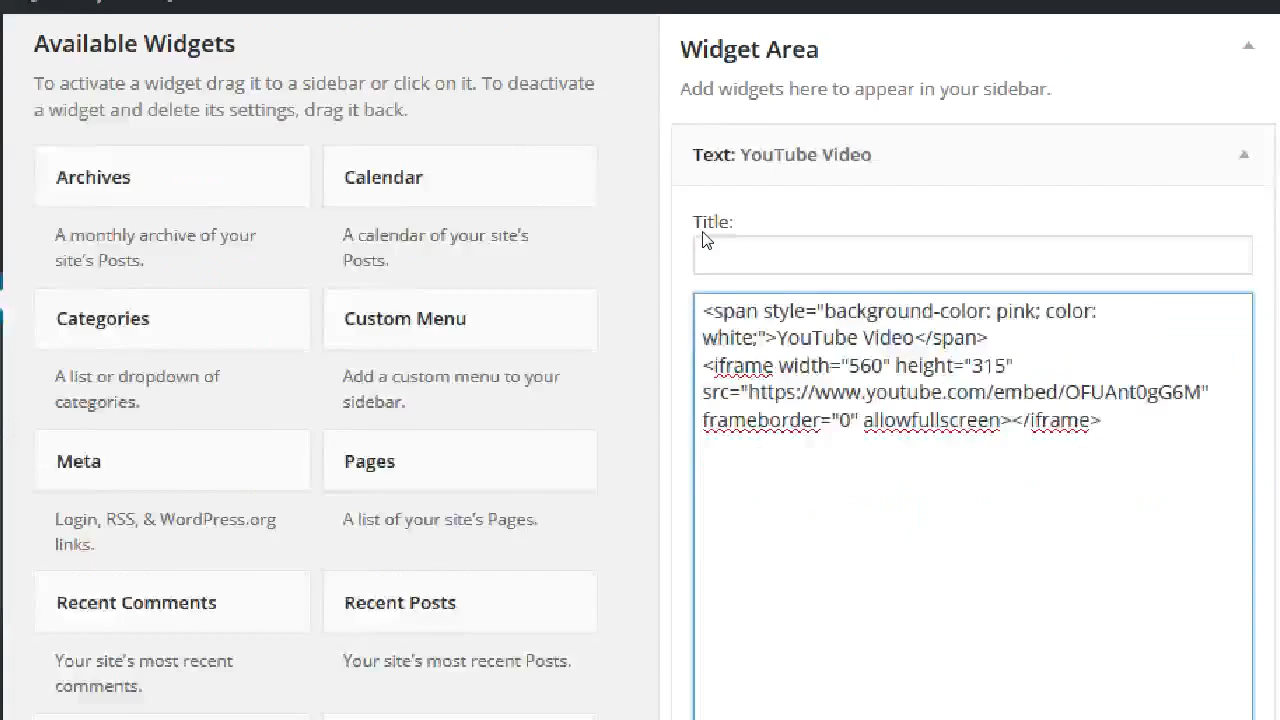 Available Widgets
To activate a widget drag it to a sidebar or click on it. To deactivate
a widget and delete its settings, drag it back.
Archives
Calendar
A monthly archive of your
site's Posts.
A calendar of your site's
Posts.
Categories
Custom Menu
A list or dropdown of
categories.
Add a custom menu to your
sidebar.
Meta
Pages
Login, RSS, & WordPress.org
links.
A list of your site's Pages.
Recent Comments
Recent Posts
Your site's most recent
comments.
Your site's most recent Posts.
Widget Area
Add widgets here to appear in your sidebar.
Text: YouTube Video
Title:
<span style="background-color: pink; color:
white;">YouTube Video</span>
<iframe width="560" height="315"
src="https://www.youtube.com/embed/OFUAnt0gG6M"
frameborder="0" allowfullscreen></iframe>